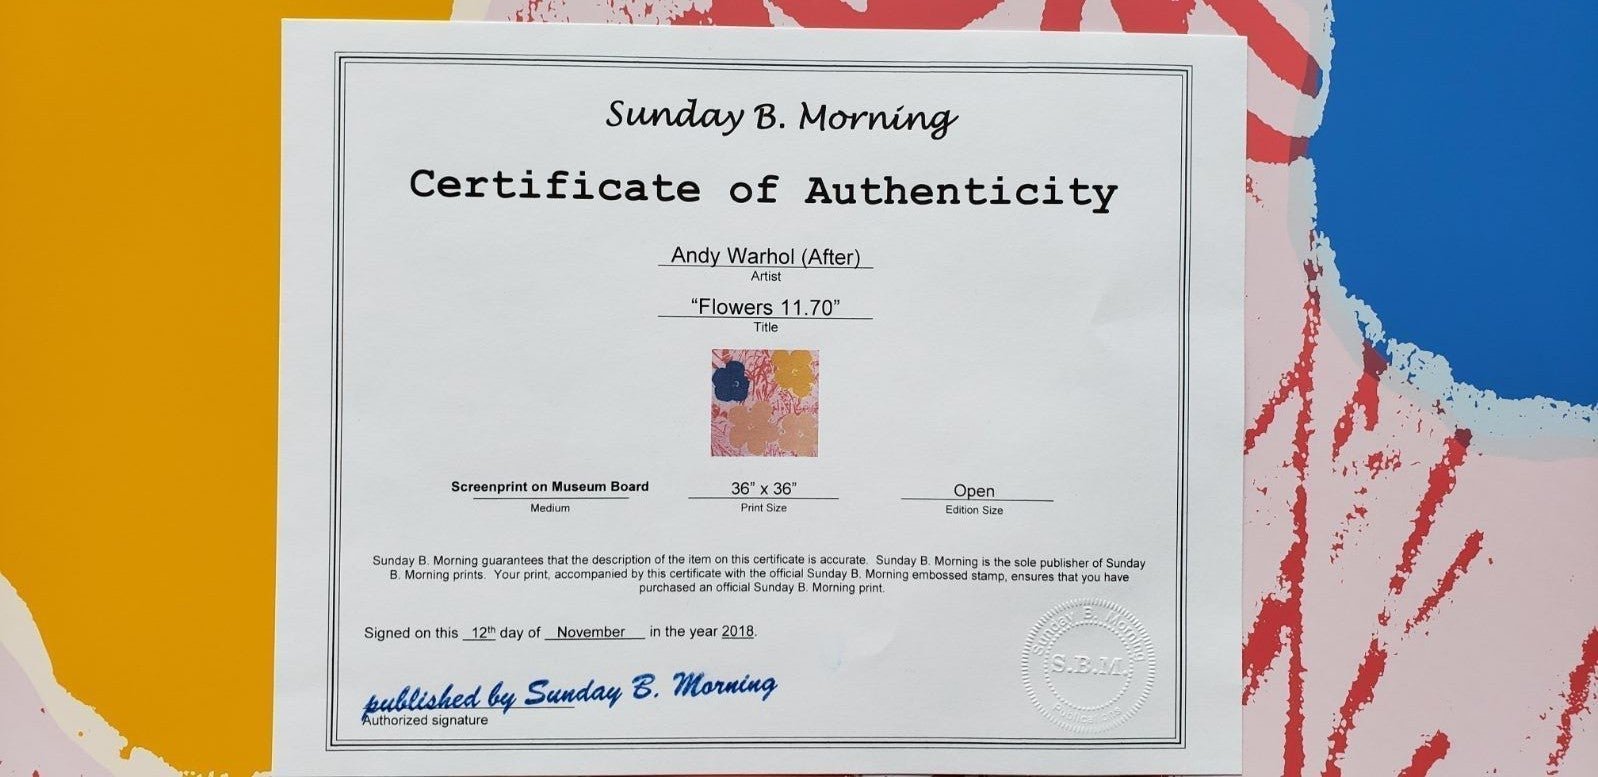 Sunday B. Morning
Certificate of Authenticity
Andy Warhol (After)
Artist
“Flowers 11.70”
Title
Screenprint on Museum Board
Medium
36” x 36”
Print Size
Open
Edition Size
Sunday B. Morning guarantees that the description of the item on this certificate is accurate. Sunday B. Morning is the sole publisher of Sunday
B. Morning prints. Your print, accompanied by this certificate with the official Sunday B. Morning embossed stamp, ensures that you have
purchased an official Sunday B. Morning print.
Signed on this 12th day of November in the year 2018.
published by Sunday B. Morning
Authorized signature
Sunday B. Morning
S.B.M.
Publications